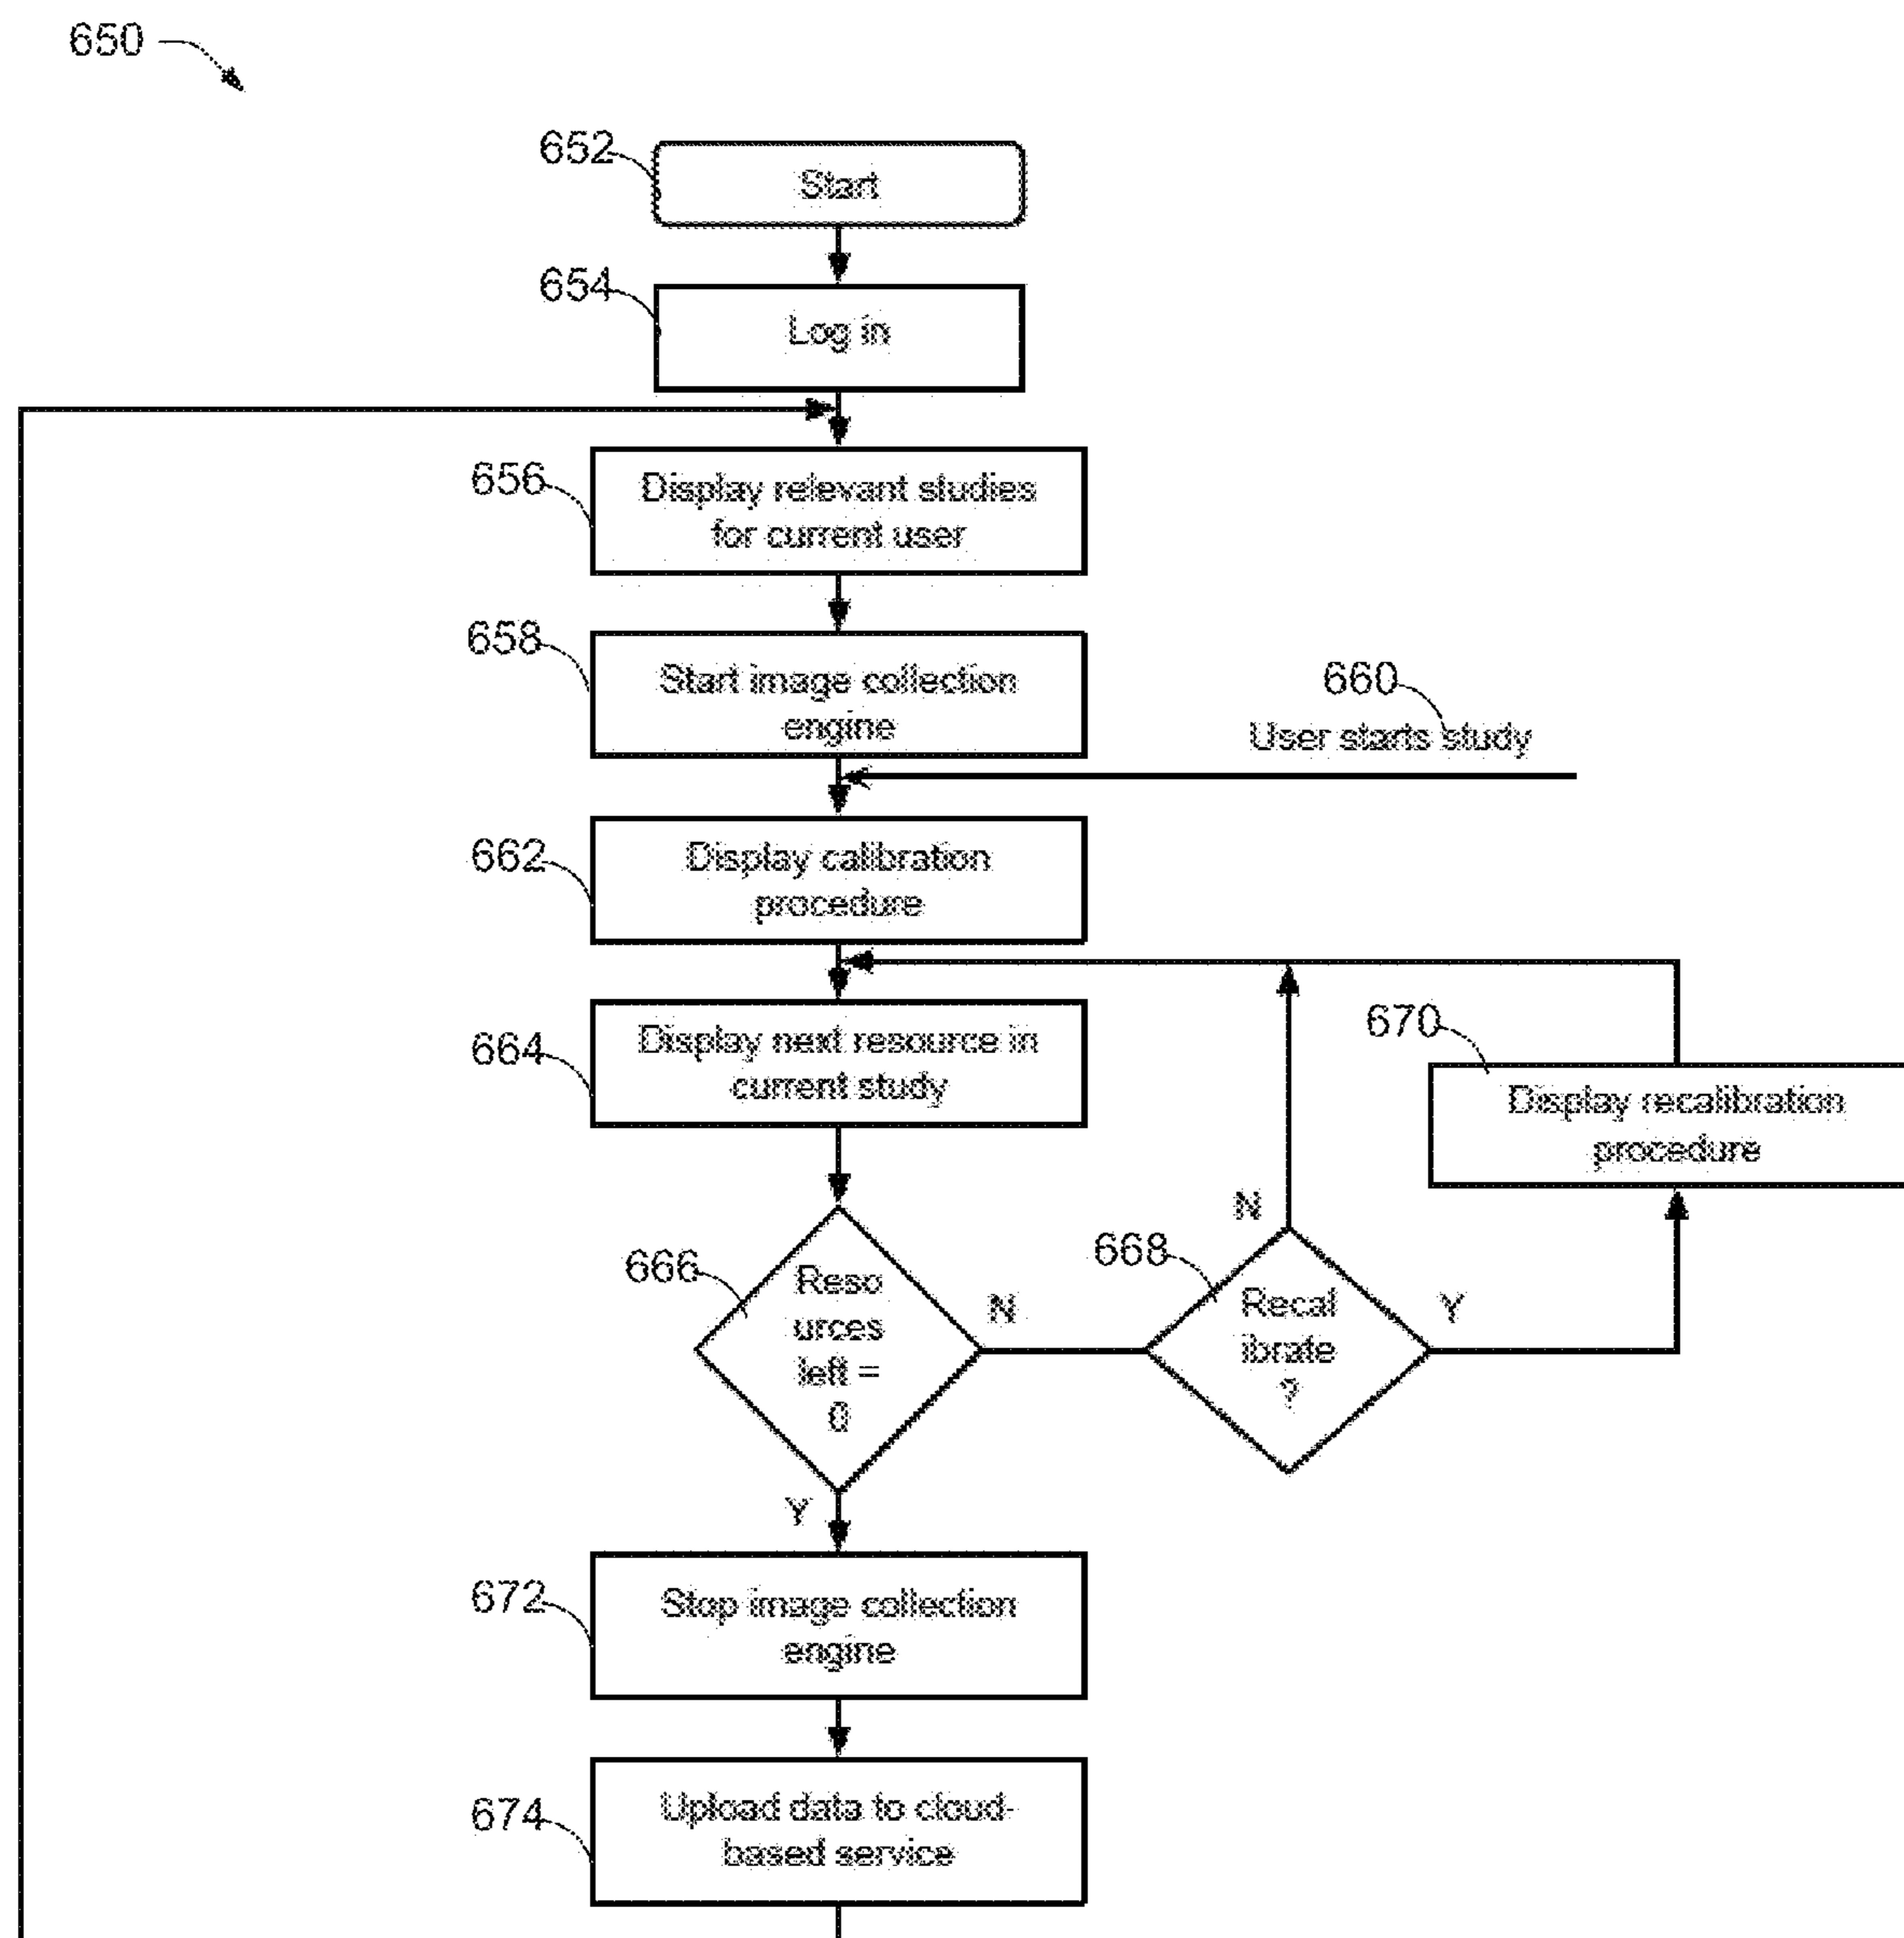 650
652
Start
654
Log in
656
Display relevant studies
for current user
658
Start image collection
engine
660
User starts study
662
Display calibration
procedure
664
Display next resource in
current study
670
Display recalibration
procedure
666
Reso
urces
left =
0
N
668
Recal
ibrate
?
N
Y
Y
672
Stop image collection
engine
674
Upload data to cloud-
based service